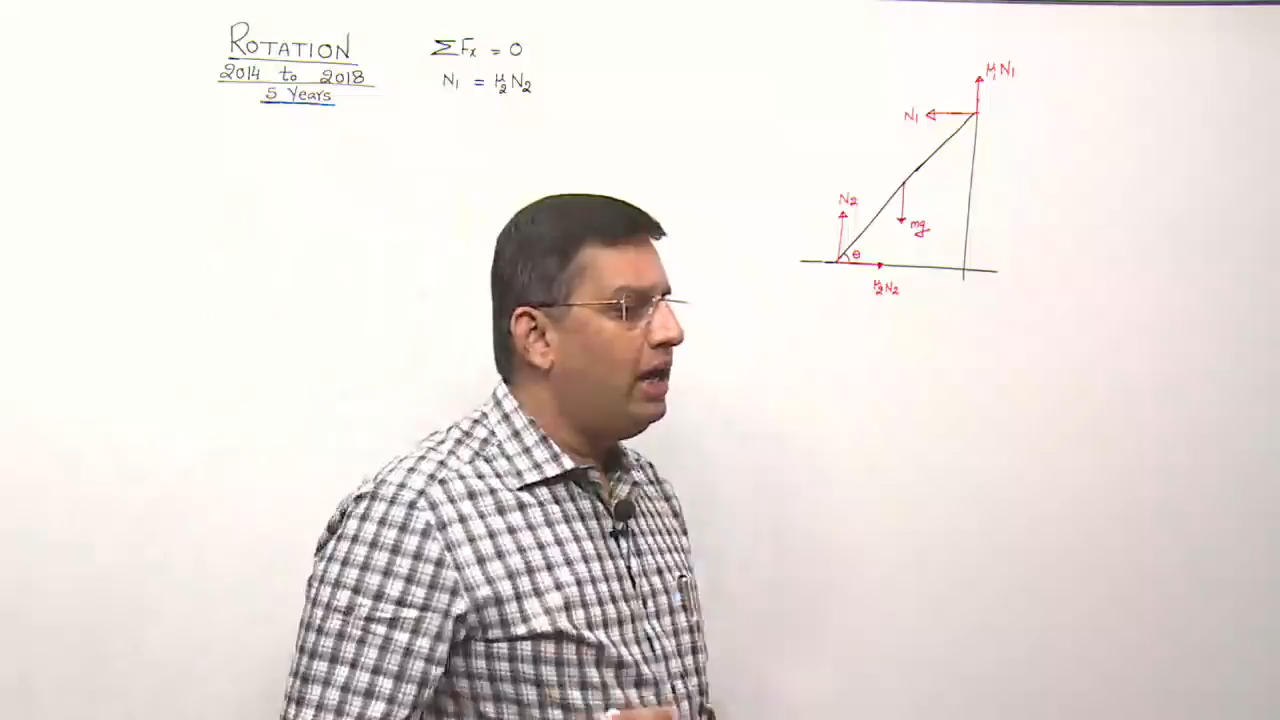 ROTATION
2014 to 2018
5 Years
ΣFx = 0
N1 = μ2N2
μ1N1
N1
N2
mg
θ
μ2N2